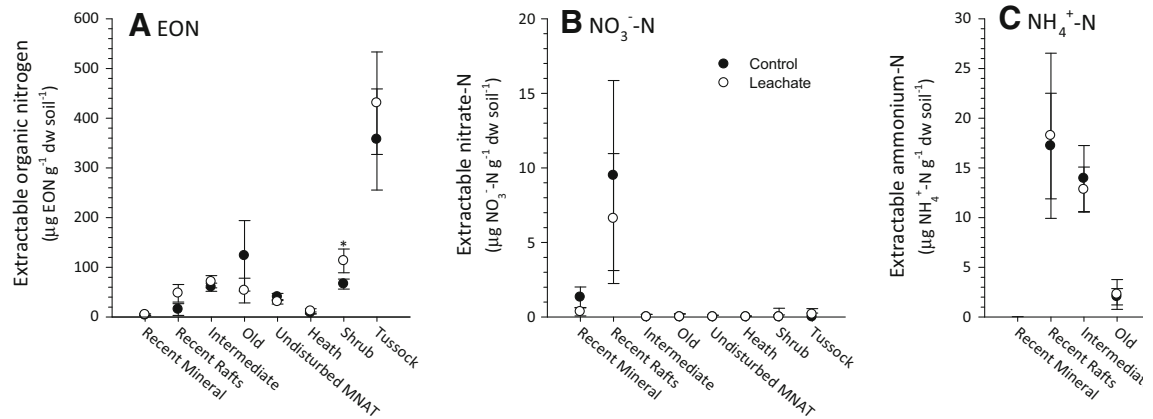 A EON
Extractable organic nitrogen
(µg EON g⁻¹ dw soil⁻¹)
600
500
400
300
200
100
0
*
Recent Mineral
Recent Rafts
Intermediate
Old
Undisturbed MNAT
Heath
Shrub
Tussock
B NO₃⁻-N
Extractable nitrate-N
(µg NO₃⁻-N g⁻¹ dw soil⁻¹)
20
15
10
5
0
Control
Leachate
Recent Mineral
Recent Rafts
Intermediate
Old
Undisturbed MNAT
Heath
Shrub
Tussock
C NH₄⁺-N
Extractable ammonium-N
(µg NH₄⁺-N g⁻¹ dw soil⁻¹)
30
25
20
15
10
5
0
Recent Mineral
Recent Rafts
Intermediat
Old